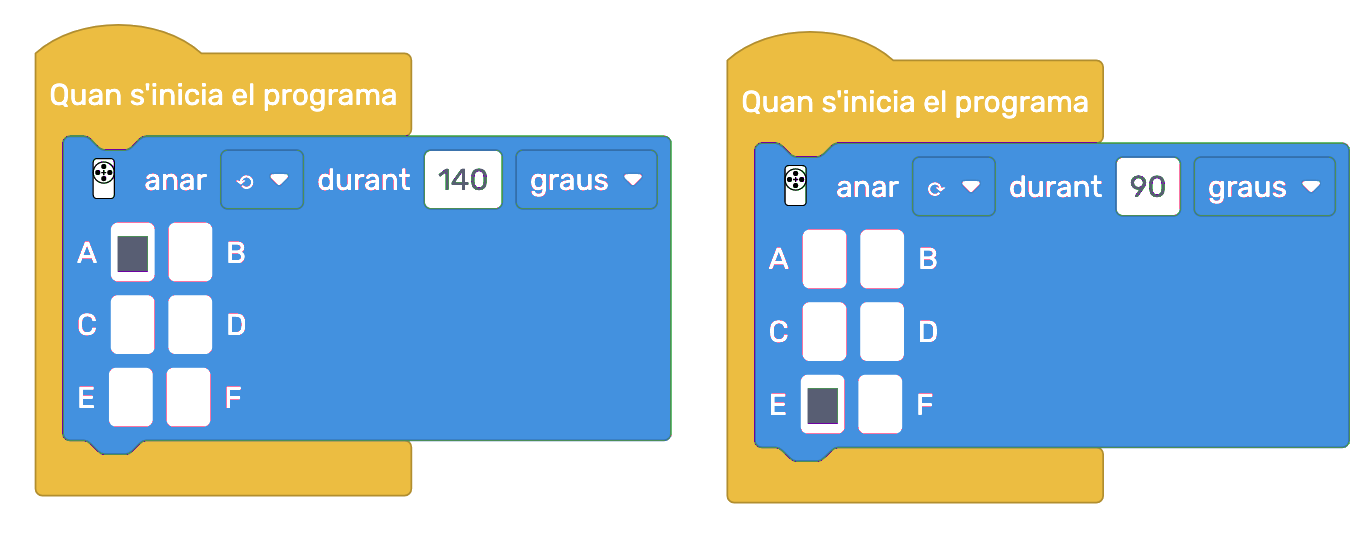 Quan s'inicia el programa
anar ⟲ durant 140 graus
A B
C D
E F
Quan s'inicia el programa
anar ⟳ durant 90 graus
A B
C D
E F